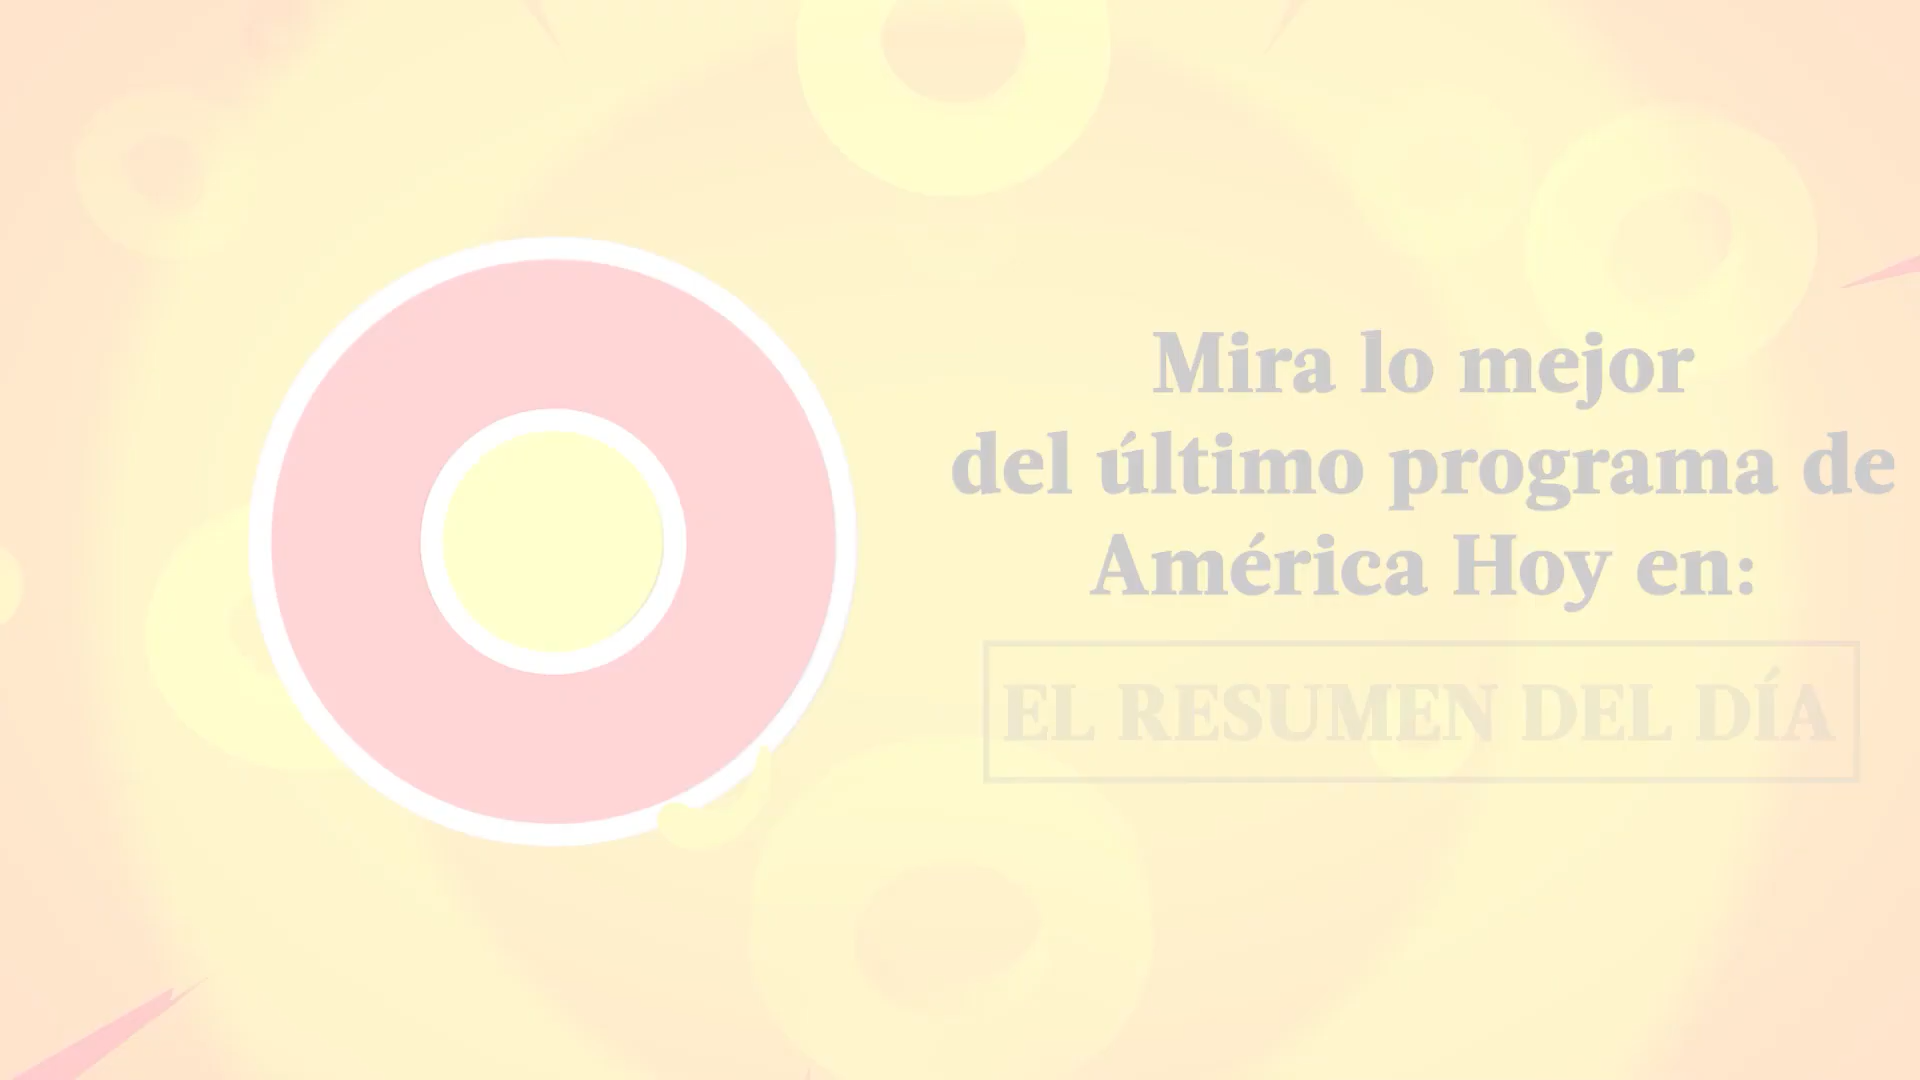 Mira lo mejor
del último programa de
América Hoy en:
EL RESUMEN DEL DÍA